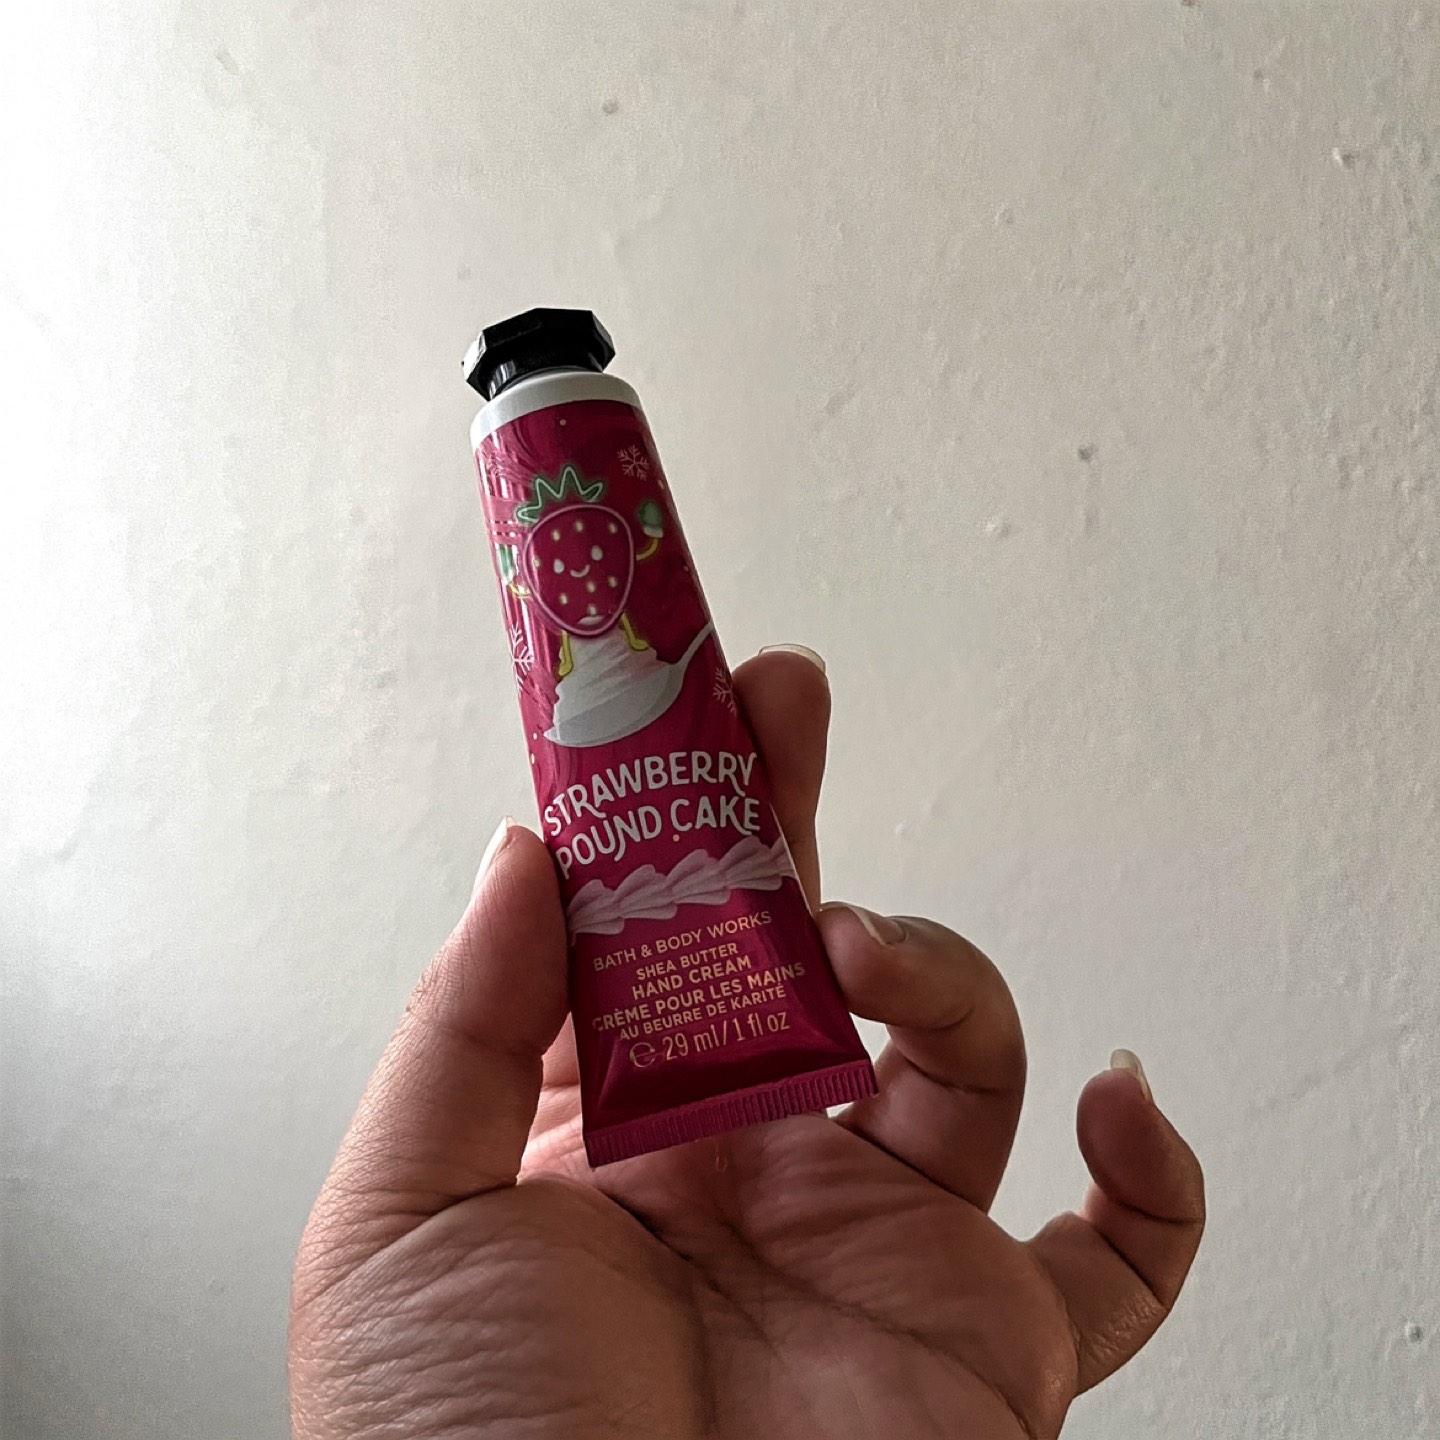 STRAWBERRY
POUND CAKE
BATH & BODY WORKS
SHEA BUTTER
HAND CREAM
CRÈME POUR LES MAINS
AU BEURRE DE KARITÉ
℮ 29 ml/1 fl oz